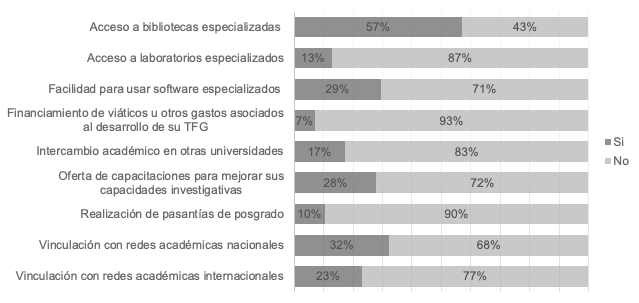 Acceso a bibliotecas especializadas 57% 43%
Acceso a laboratorios especializados 13% 87%
Facilidad para usar software especializados 29% 71%
Financiamiento de viáticos u otros gastos asociados
al desarrollo de su TFG 7% 93%
Intercambio académico en otras universidades 17% 83%
Oferta de capacitaciones para mejorar sus
capacidades investigativas 28% 72%
Realización de pasantías de posgrado 10% 90%
Vinculación con redes académicas nacionales 32% 68%
Vinculación con redes académicas internacionales 23% 77%
Si
No